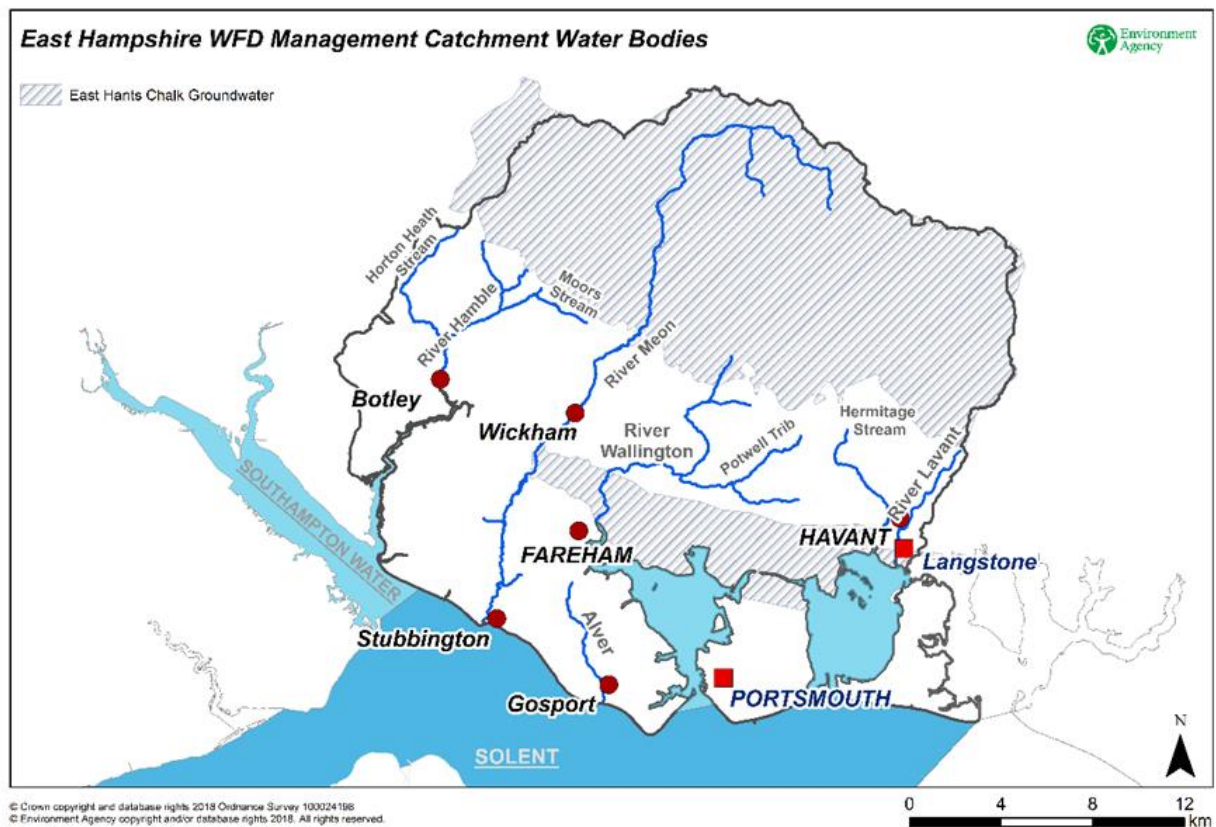 East Hampshire WFD Management Catchment Water Bodies
Environment
Agency
East Hants Chalk Groundwater
Horton Heath
Stream
River Hamble
Moors
Stream
River Meon
Botley
Wickham
River
Wallington
Potwell Trib
Hermitage
Stream
River Lavant
SOUTHAMPTON WATER
FAREHAM
HAVANT
Langstone
Stubbington
Alver
Gosport
PORTSMOUTH
SOLENT
N
© Crown copyright and database rights 2018 Ordnance Survey 100024198
© Environment Agency copyright and/or database rights 2018. All rights reserved.
0 4 8 12
km